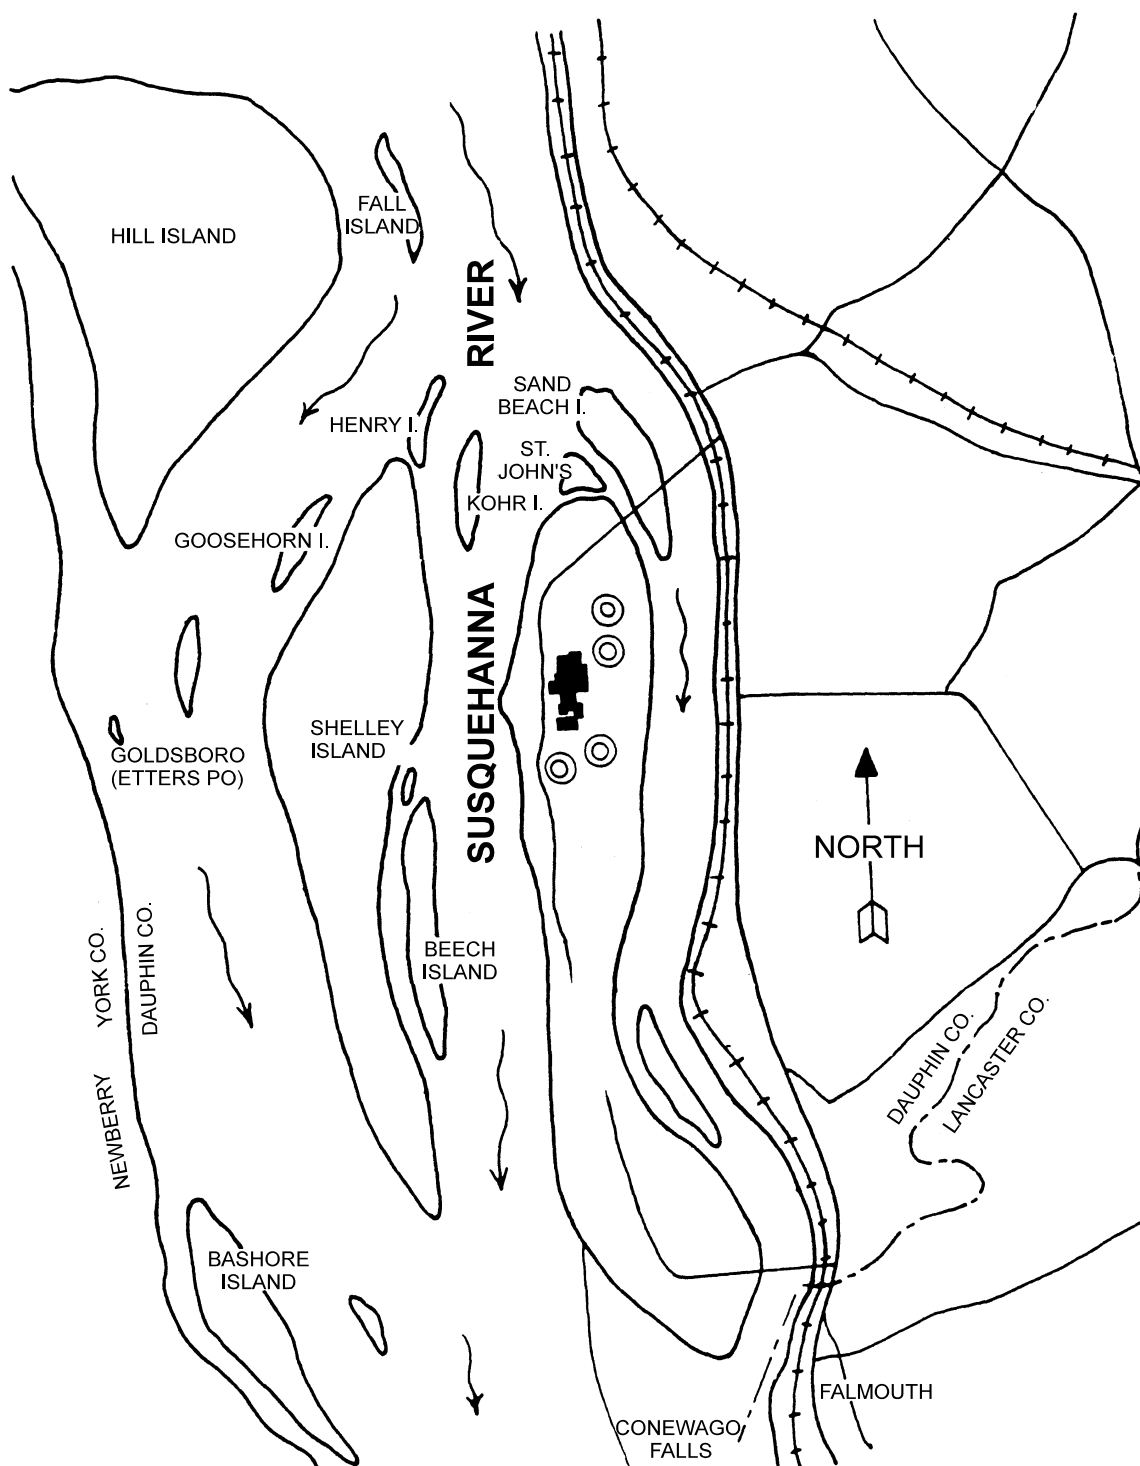 HILL ISLAND
FALL
ISLAND
RIVER
SAND
BEACH I.
HENRY I.
ST.
JOHN'S
KOHR I.
GOOSEHORN I.
SUSQUEHANNA
SHELLEY
ISLAND
GOLDSBORO
(ETTERS PO)
NORTH
BEECH
ISLAND
YORK CO.
DAUPHIN CO.
NEWBERRY
DAUPHIN CO.
LANCASTER CO.
BASHORE
ISLAND
FALMOUTH
CONEWAGO
FALLS